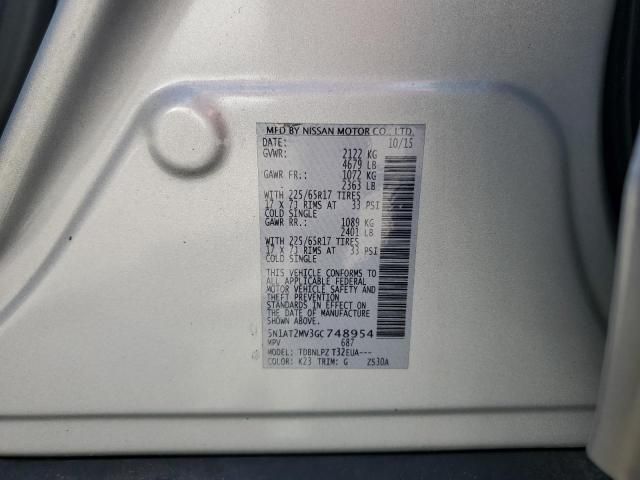 MFD BY NISSAN MOTOR CO., LTD.
DATE: 10/15
GVWR: 2122 KG
4679 LB
GAWR FR.: 1072 KG
2363 LB
WITH 225/65R17 TIRES
17 X 7J RIMS AT 33 PSI
COLD SINGLE
GAWR RR.: 1089 KG
2401 LB
WITH 225/65R17 TIRES
17 X 7J RIMS AT 33 PSI
COLD SINGLE
THIS VEHICLE CONFORMS TO
ALL APPLICABLE FEDERAL
MOTOR VEHICLE SAFETY AND
THEFT PREVENTION
STANDARDS IN EFFECT ON
THE DATE OF MANUFACTURE
SHOWN ABOVE.
5N1AT2MV3GC748954
MPV 687
MODEL: TDBNLPZ T32EUA---
COLOR: K23 TRIM: G ZS30A